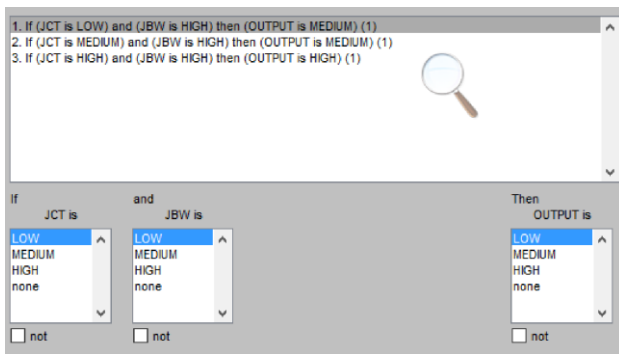 1. If (JCT is LOW) and (JBW is HIGH) then (OUTPUT is MEDIUM) (1)
2. If (JCT is MEDIUM) and (JBW is HIGH) then (OUTPUT is MEDIUM) (1)
3. If (JCT is HIGH) and (JBW is HIGH) then (OUTPUT is HIGH) (1)
If and Then
JCT is JBW is OUTPUT is
LOW LOW LOW
MEDIUM MEDIUM MEDIUM
HIGH HIGH HIGH
none none none
not not not